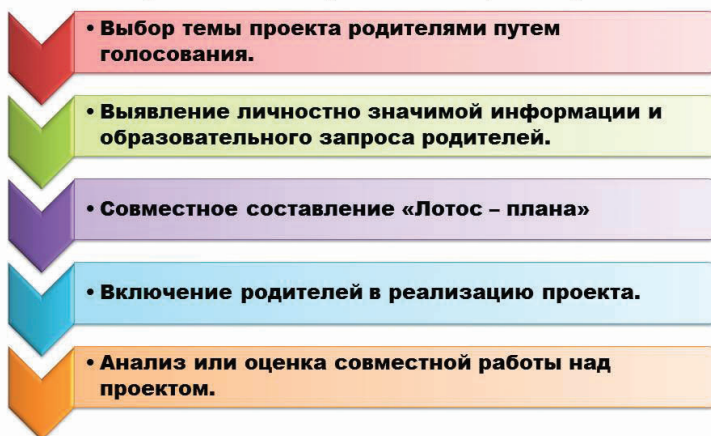 • Выбор темы проекта родителями путем
голосования.
• Выявление личностно значимой информации и
образовательного запроса родителей.
• Совместное составление «Лотос – плана»
• Включение родителей в реализацию проекта.
• Анализ или оценка совместной работы над
проектом.